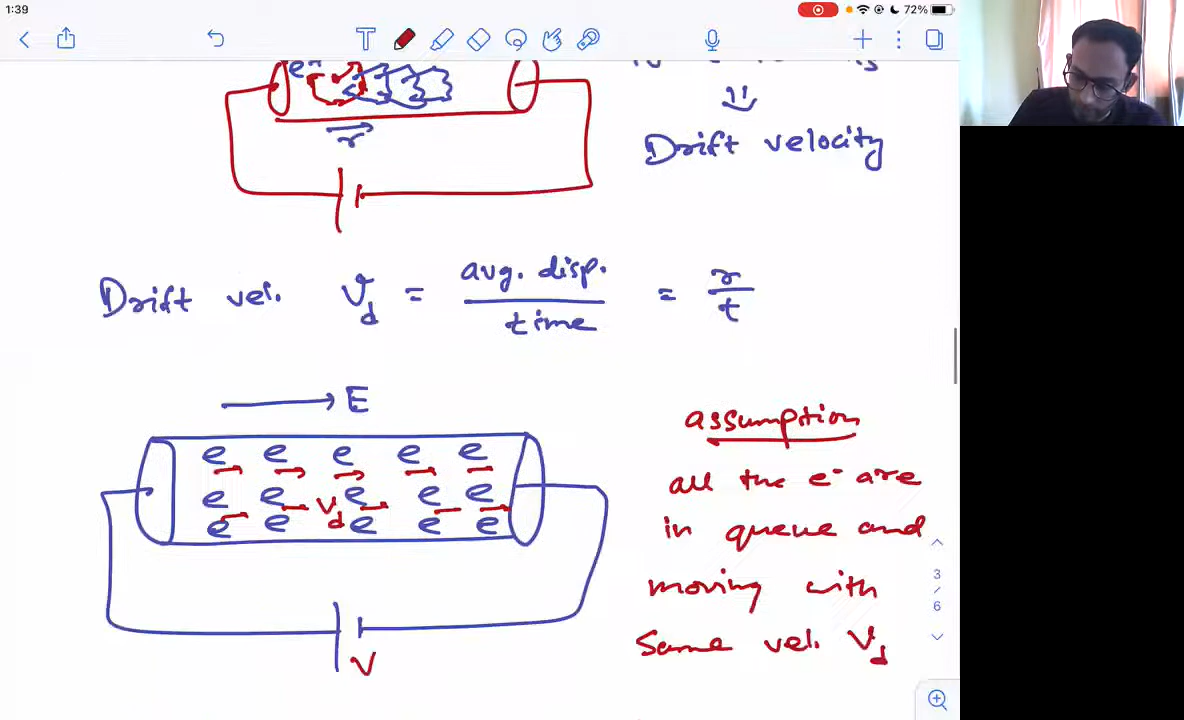 1:39
72%
T
e
r
Drift velocity
Drift vel. Vd = avg. disp. / time = r / t
E
assumption
e e e e e
all the e⁻ are
e e Vd e e e
in queue and
e e e e e
3
/
6
moving with
same vel. Vd
V